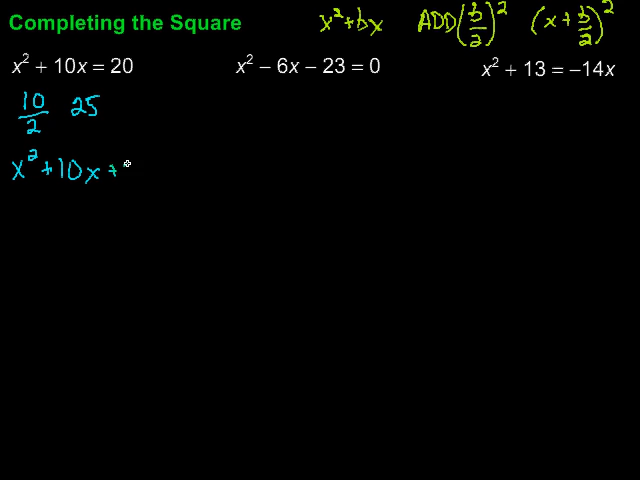 Completing the Square x² + bx ADD (b/2)² (x + b/2)²
x² + 10x = 20 x² – 6x – 23 = 0 x² + 13 = –14x
10/2 25
x² + 10x +